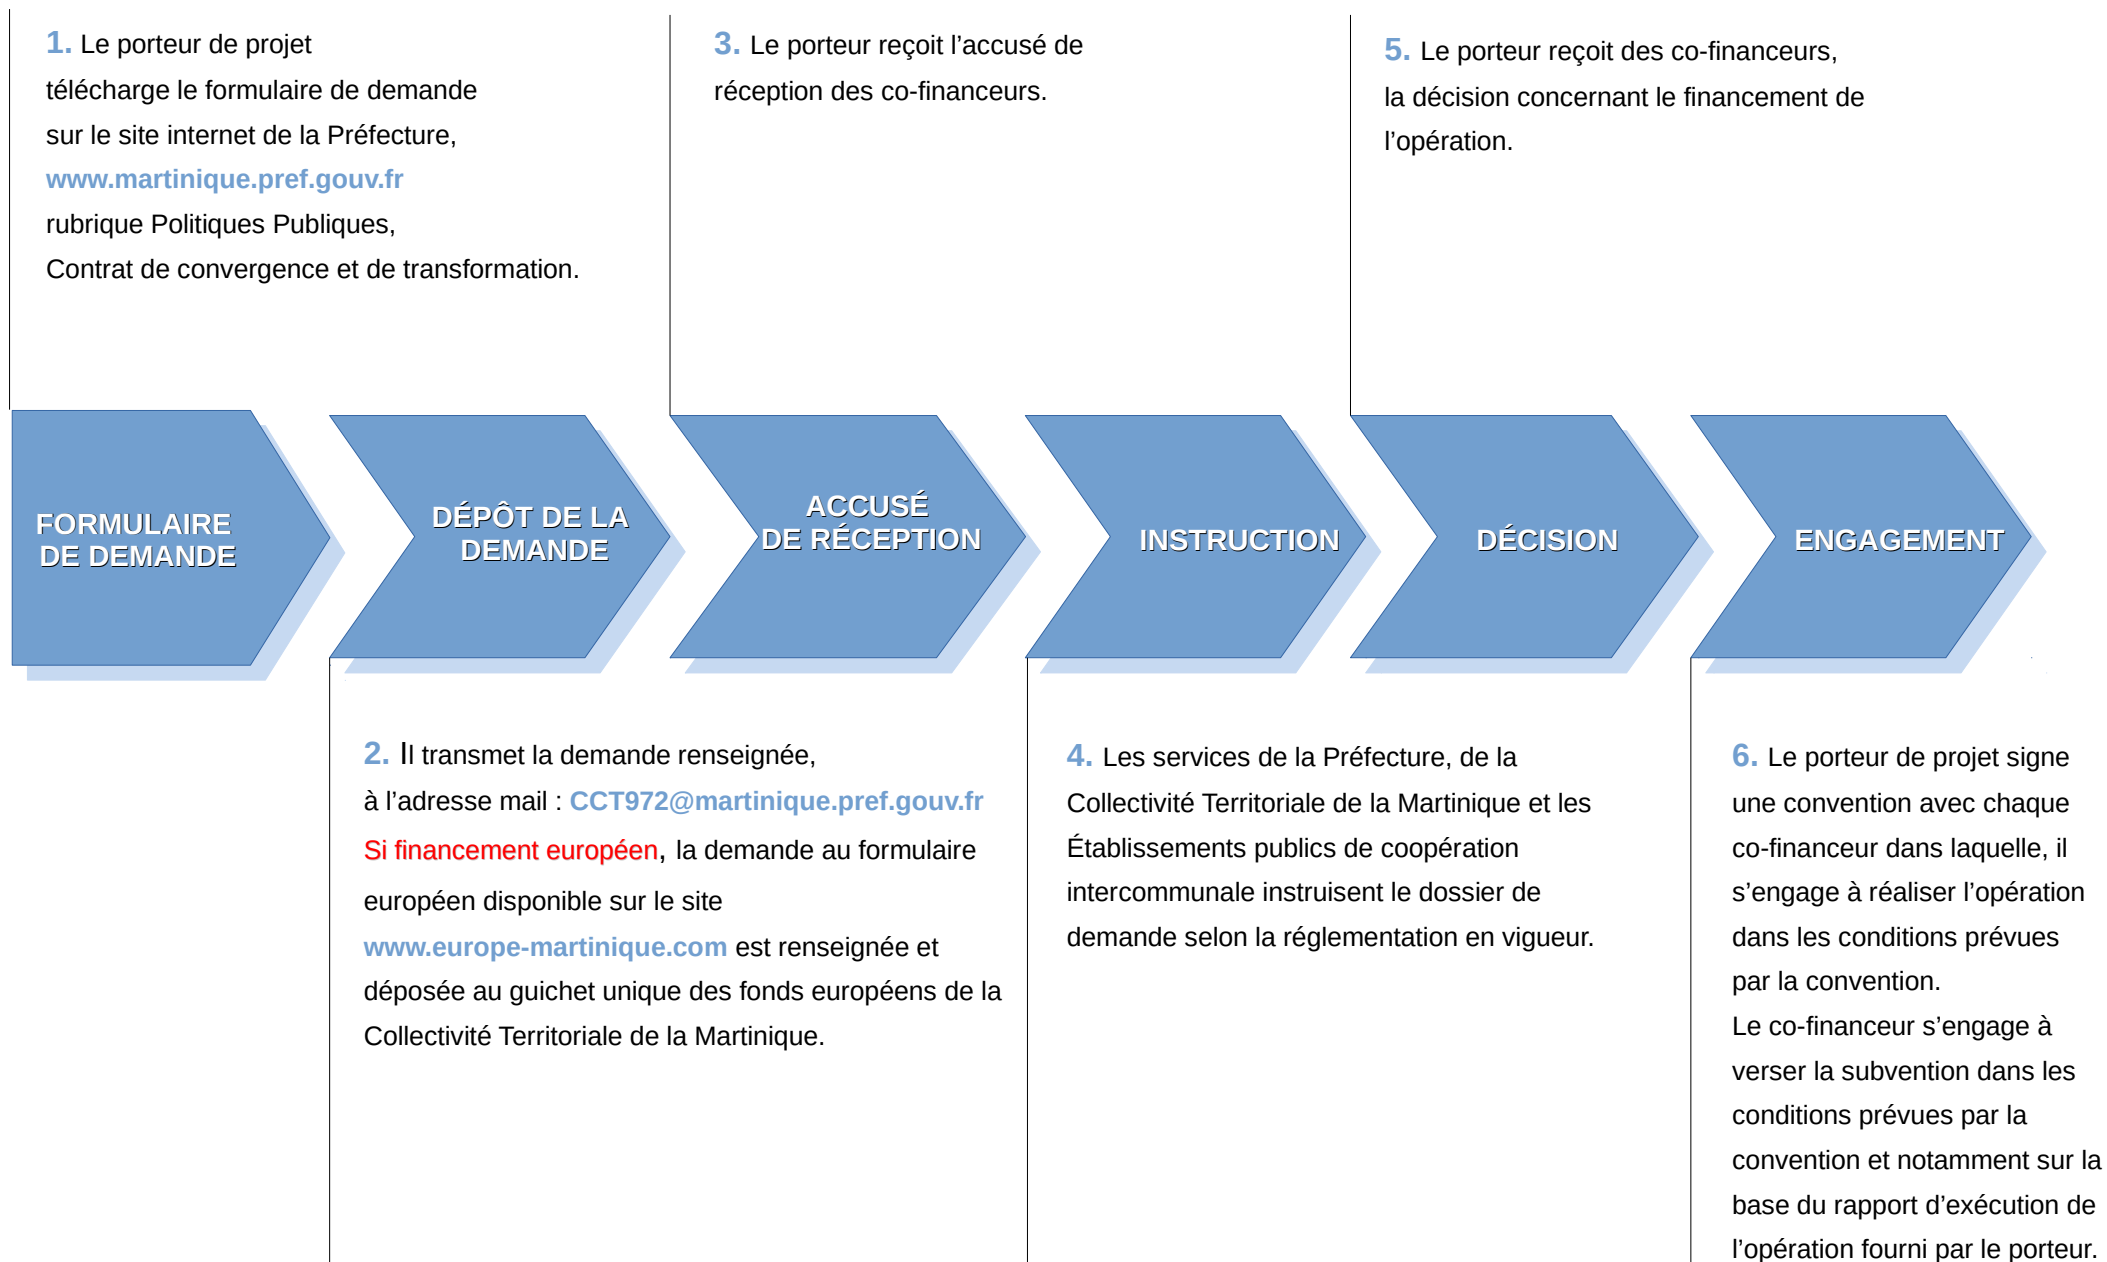 1. Le porteur de projet
télécharge le formulaire de demande
sur le site internet de la Préfecture,
www.martinique.pref.gouv.fr
rubrique Politiques Publiques,
Contrat de convergence et de transformation.
3. Le porteur reçoit l’accusé de
réception des co-financeurs.
5. Le porteur reçoit des co-financeurs,
la décision concernant le financement de
l’opération.
FORMULAIRE
DE DEMANDE
DÉPÔT DE LA
DEMANDE
ACCUSÉ
DE RÉCEPTION
INSTRUCTION
DÉCISION
ENGAGEMENT
2. Il transmet la demande renseignée,
à l’adresse mail : CCT972@martinique.pref.gouv.fr
Si financement européen, la demande au formulaire
européen disponible sur le site
www.europe-martinique.com est renseignée et
déposée au guichet unique des fonds européens de la
Collectivité Territoriale de la Martinique.
4. Les services de la Préfecture, de la
Collectivité Territoriale de la Martinique et les
Établissements publics de coopération
intercommunale instruisent le dossier de
demande selon la réglementation en vigueur.
6. Le porteur de projet signe
une convention avec chaque
co-financeur dans laquelle, il
s’engage à réaliser l’opération
dans les conditions prévues
par la convention.
Le co-financeur s’engage à
verser la subvention dans les
conditions prévues par la
convention et notamment sur la
base du rapport d’exécution de
l’opération fourni par le porteur.